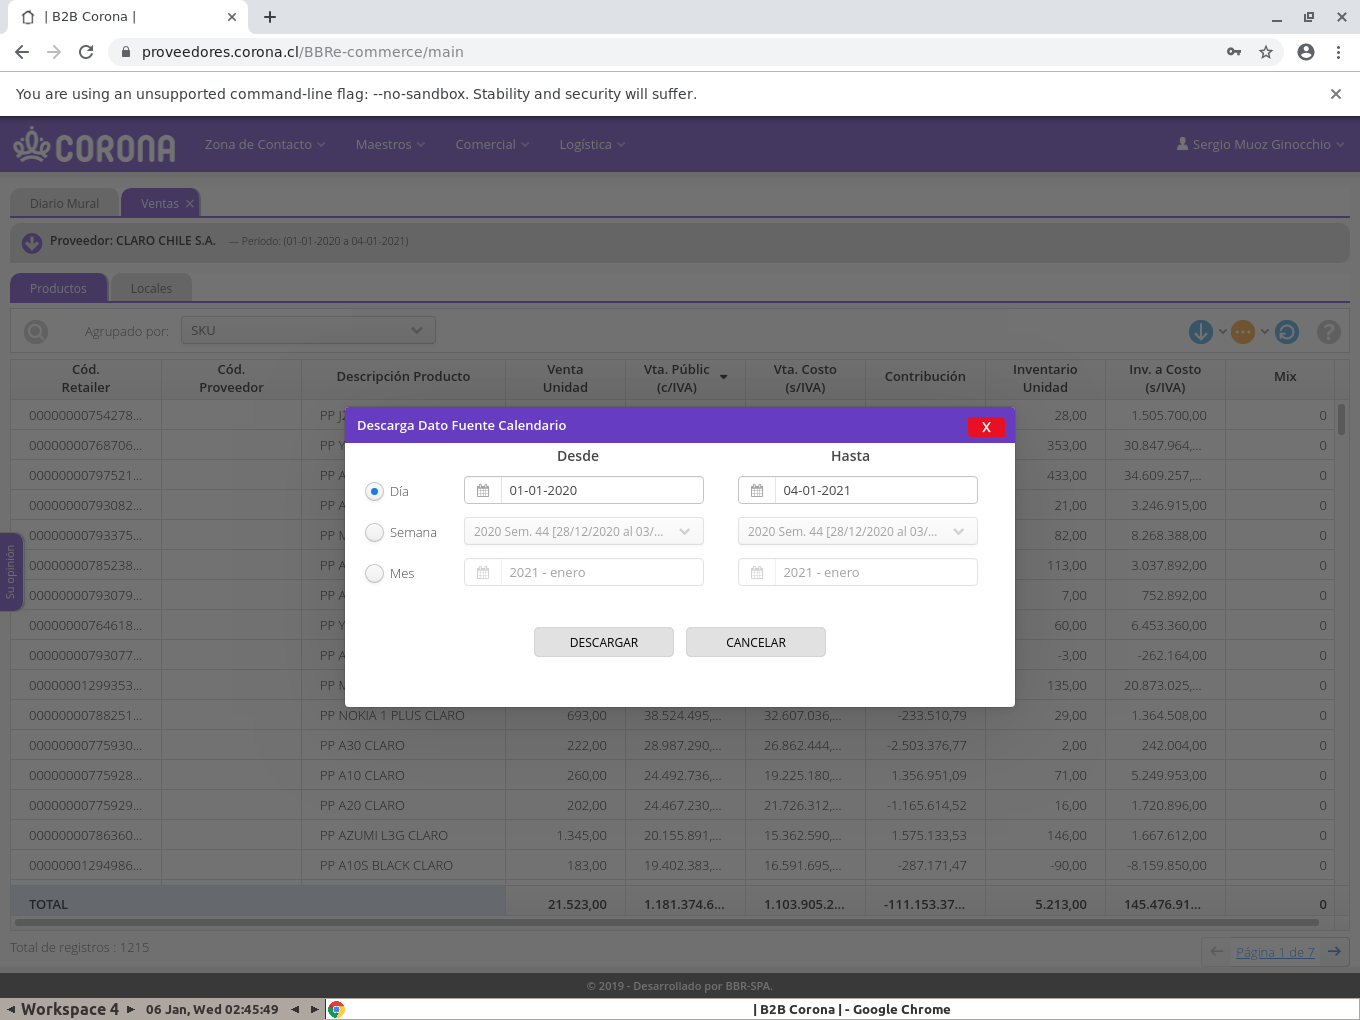 | B2B Corona |
proveedores.corona.cl/BBRe-commerce/main
You are using an unsupported command-line flag: --no-sandbox. Stability and security will suffer.
CORONA Zona de Contacto Maestros Comercial Logística Sergio Muoz Ginocchio
Diario Mural Ventas
Proveedor: CLARO CHILE S.A. — Período: (01-01-2020 a 04-01-2021)
Productos Locales
Agrupado por: SKU
Cód. Retailer Cód. Proveedor Descripción Producto Venta Unidad Vta. Públic (c/IVA) Vta. Costo (s/IVA) Contribución Inventario Unidad Inv. a Costo (s/IVA) Mix
00000000754278... PP 28,00 1.505.700,00 0
00000000768706... PP Y 353,00 30.847.964,... 0
00000000797521... PP A 433,00 34.609.257,... 0
00000000793082... PP A 21,00 3.246.915,00 0
00000000793375... PP 82,00 8.268.388,00 0
00000000785238... PP A 113,00 3.037.892,00 0
00000000793079... PP A 7,00 752.892,00 0
00000000764618... PP Y 60,00 6.453.360,00 0
00000000793077... PP A -3,00 -262.164,00 0
00000001299353... PP M 135,00 20.873.025,... 0
00000000788251... PP NOKIA 1 PLUS CLARO 693,00 38.524.495,... 32.607.036,... -233.510,79 29,00 1.364.508,00 0
00000000775930... PP A30 CLARO 222,00 28.987.290,... 26.862.444,... -2.503.376,77 2,00 242.004,00 0
00000000775928... PP A10 CLARO 260,00 24.492.736,... 19.225.180,... 1.356.951,09 71,00 5.249.953,00 0
00000000775929... PP A20 CLARO 202,00 24.467.230,... 21.726.312,... -1.165.614,52 16,00 1.720.896,00 0
00000000786360... PP AZUMI L3G CLARO 1.345,00 20.155.891,... 15.362.590,... 1.575.133,53 146,00 1.667.612,00 0
00000001294986... PP A10S BLACK CLARO 183,00 19.402.383,... 16.591.695,... -287.171,47 -90,00 -8.159.850,00 0
TOTAL 21.523,00 1.181.374.6... 1.103.905.2... -111.153.37... 5.213,00 145.476.91... 0
Total de registros : 1215
Página 1 de 7
Su opinión
Descarga Dato Fuente Calendario X
Desde Hasta
Día 01-01-2020 04-01-2021
Semana 2020 Sem. 44 [28/12/2020 al 03/... 2020 Sem. 44 [28/12/2020 al 03/...
Mes 2021 - enero 2021 - enero
DESCARGAR CANCELAR
© 2019 - Desarrollado por BBR-SPA.
Workspace 4 06 Jan, Wed 02:45:49 | B2B Corona | - Google Chrome